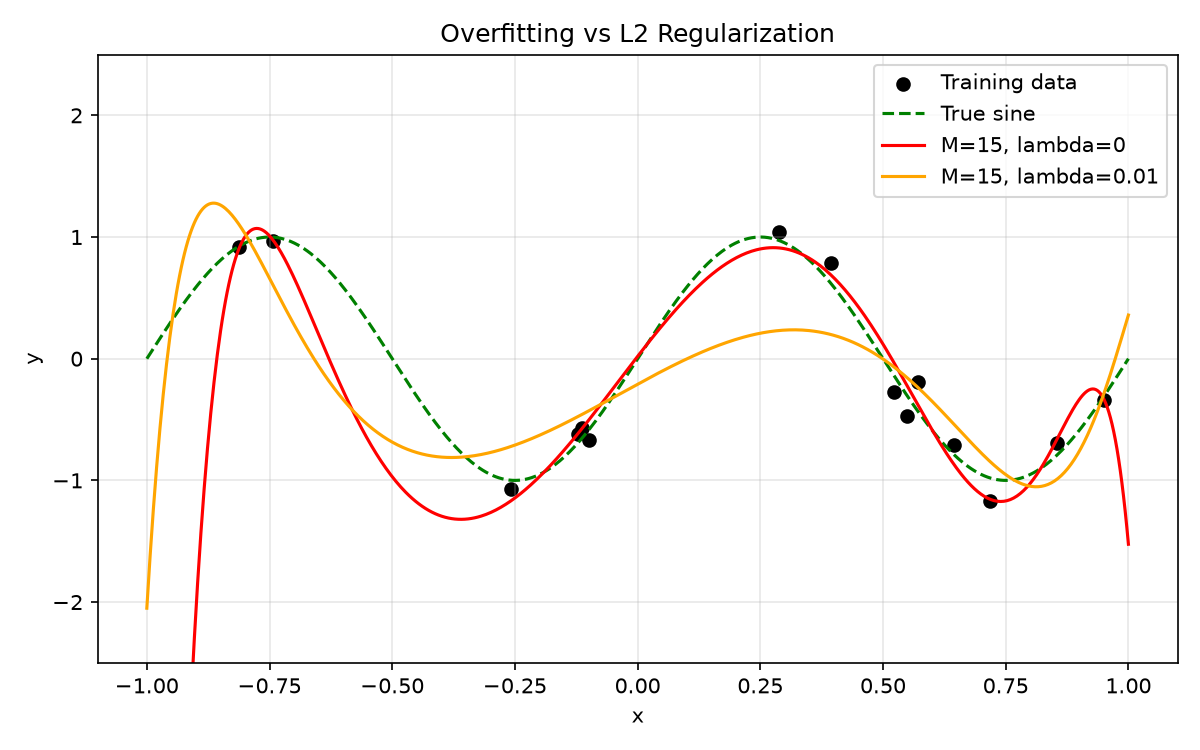 Overfitting vs L2 Regularization
Training data
True sine
M=15, lambda=0
M=15, lambda=0.01
y
2
1
0
−1
−2
−1.00 −0.75 −0.50 −0.25 0.00 0.25 0.50 0.75 1.00
x